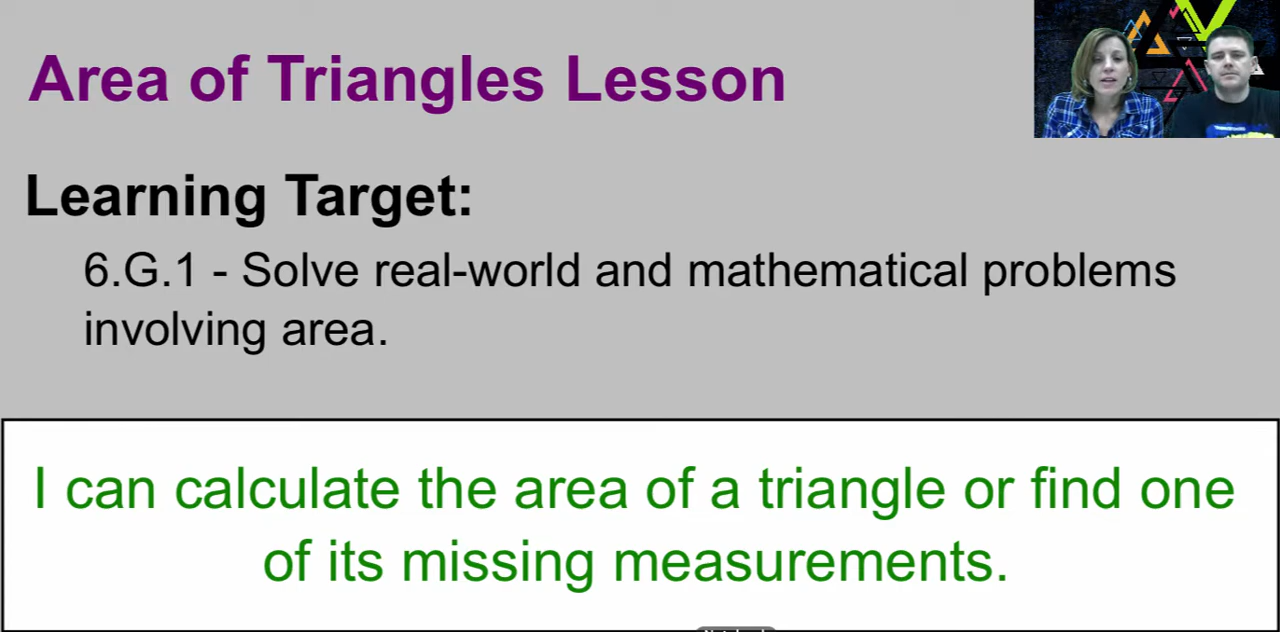 Area of Triangles Lesson
Learning Target:
6.G.1 - Solve real-world and mathematical problems
involving area.
I can calculate the area of a triangle or find one
of its missing measurements.